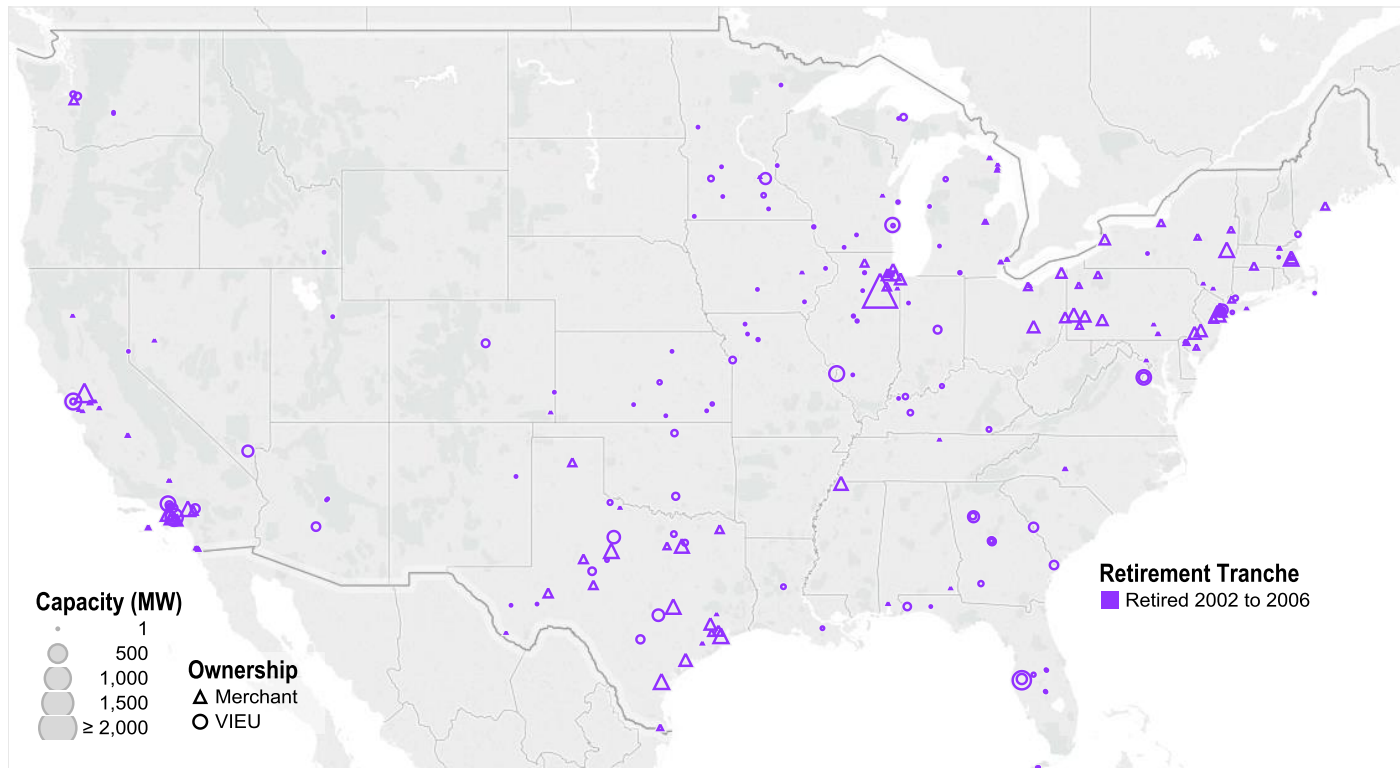 Capacity (MW)
1
500
1,000
1,500
≥ 2,000
Ownership
Merchant
VIEU
Retirement Tranche
Retired 2002 to 2006